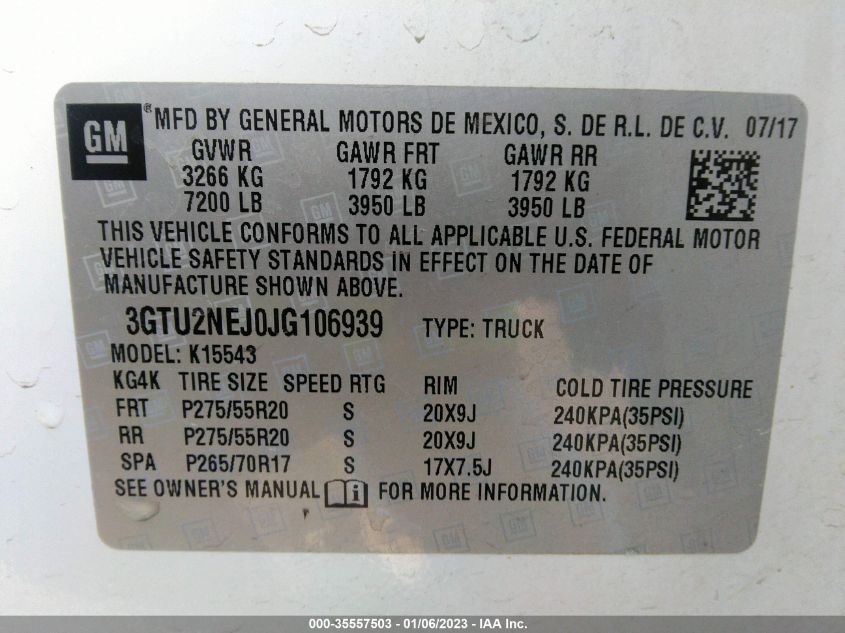 GM ® MFD BY GENERAL MOTORS DE MEXICO, S. DE R.L. DE C.V. 07/17
GVWR GAWR FRT GAWR RR
3266 KG 1792 KG 1792 KG
7200 LB 3950 LB 3950 LB
THIS VEHICLE CONFORMS TO ALL APPLICABLE U.S. FEDERAL MOTOR
VEHICLE SAFETY STANDARDS IN EFFECT ON THE DATE OF
MANUFACTURE SHOWN ABOVE.
3GTU2NEJ0JG106939 TYPE: TRUCK
MODEL: K15543
KG4K TIRE SIZE SPEED RTG RIM COLD TIRE PRESSURE
FRT P275/55R20 S 20X9J 240KPA(35PSI)
RR P275/55R20 S 20X9J 240KPA(35PSI)
SPA P265/70R17 S 17X7.5J 240KPA(35PSI)
SEE OWNER'S MANUAL i FOR MORE INFORMATION.
000-35557503 - 01/06/2023 - IAA Inc.